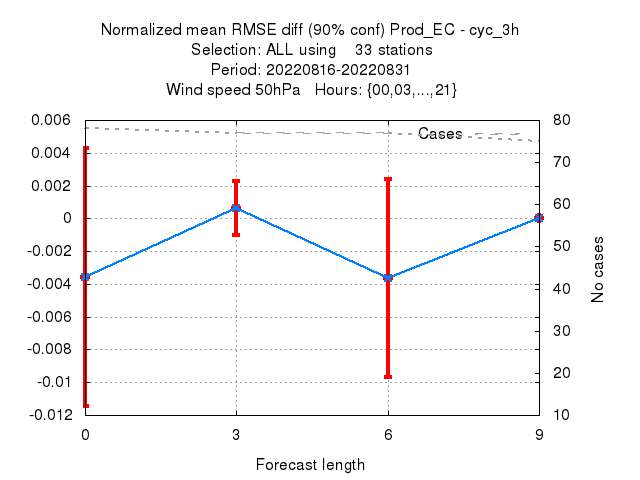 Normalized mean RMSE diff (90% conf) Prod_EC - cyc_3h
Selection: ALL using    33 stations
Period: 20220816-20220831
Wind speed 50hPa   Hours: {00,03,...,21}
Cases
0.006
0.004
0.002
0
-0.002
-0.004
-0.006
-0.008
-0.01
-0.012
80
70
60
50
40
30
20
10
No cases
0 3 6 9
Forecast length